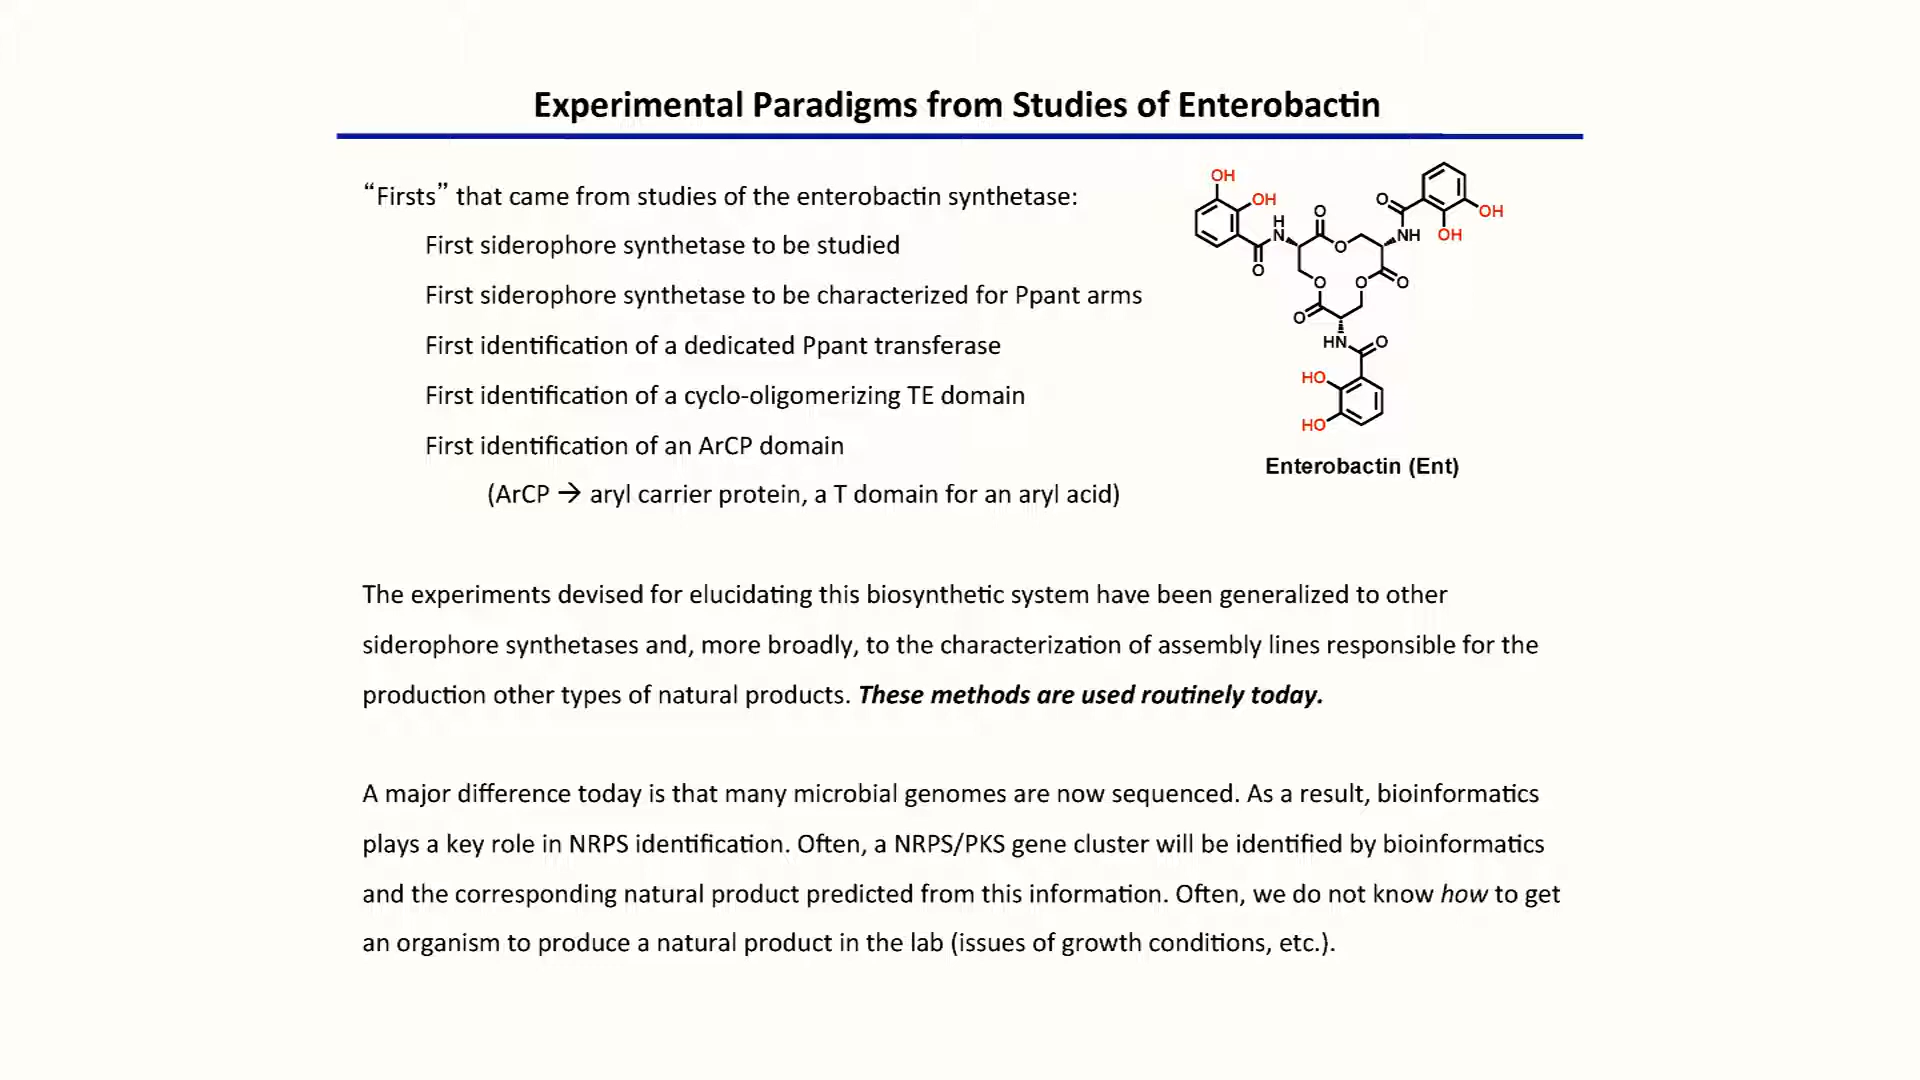 Experimental Paradigms from Studies of Enterobactin
“Firsts” that came from studies of the enterobactin synthetase:
First siderophore synthetase to be studied
First siderophore synthetase to be characterized for Ppant arms
First identification of a dedicated Ppant transferase
First identification of a cyclo-oligomerizing TE domain
First identification of an ArCP domain
(ArCP → aryl carrier protein, a T domain for an aryl acid)
OH
OH
H
N
O
O
O
O
NH
OH
OH
O
O
O
O
O
HN
O
HO
HO
Enterobactin (Ent)
The experiments devised for elucidating this biosynthetic system have been generalized to other
siderophore synthetases and, more broadly, to the characterization of assembly lines responsible for the
production other types of natural products. These methods are used routinely today.
A major difference today is that many microbial genomes are now sequenced. As a result, bioinformatics
plays a key role in NRPS identification. Often, a NRPS/PKS gene cluster will be identified by bioinformatics
and the corresponding natural product predicted from this information. Often, we do not know how to get
an organism to produce a natural product in the lab (issues of growth conditions, etc.).